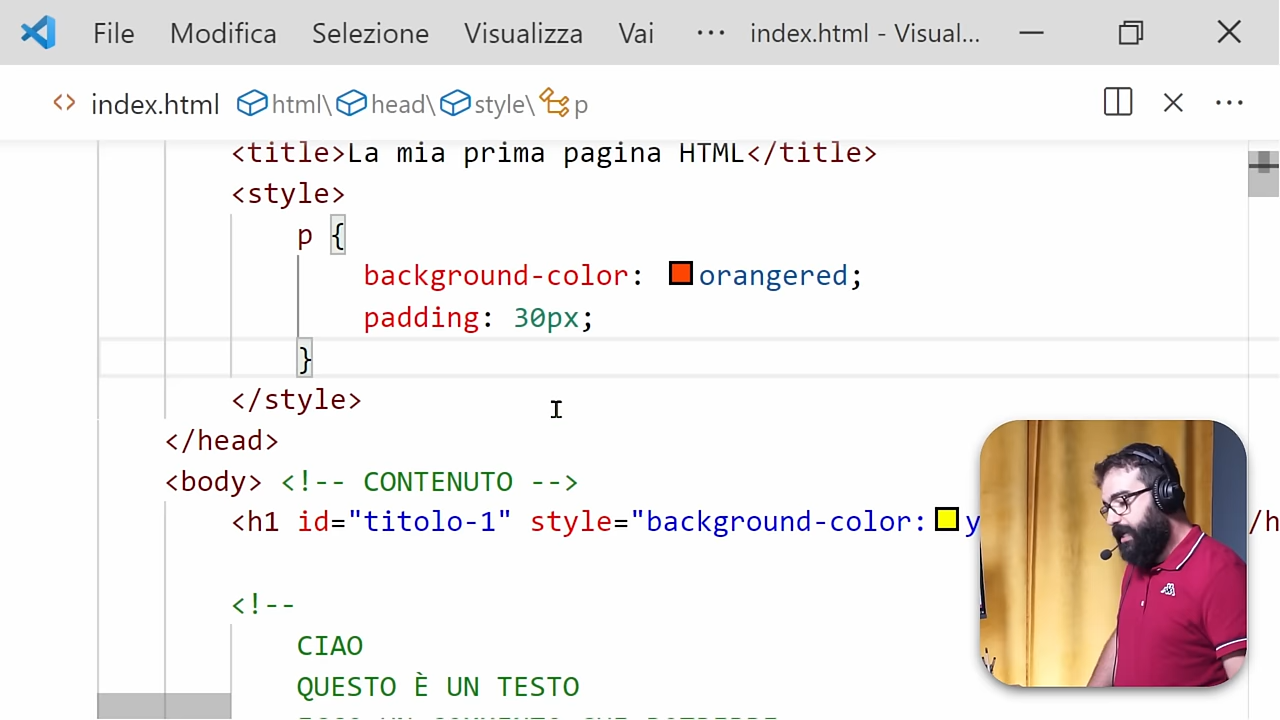 File Modifica Selezione Visualizza Vai ··· index.html - Visual...
<> index.html html\ head\ style\ p ···
<title>La mia prima pagina HTML</title>
<style>
p {
background-color: orangered;
padding: 30px;
}
</style>
</head>
<body> <!-- CONTENUTO -->
<h1 id="titolo-1" style="background-color: y /h
<!--
CIAO
QUESTO È UN TESTO